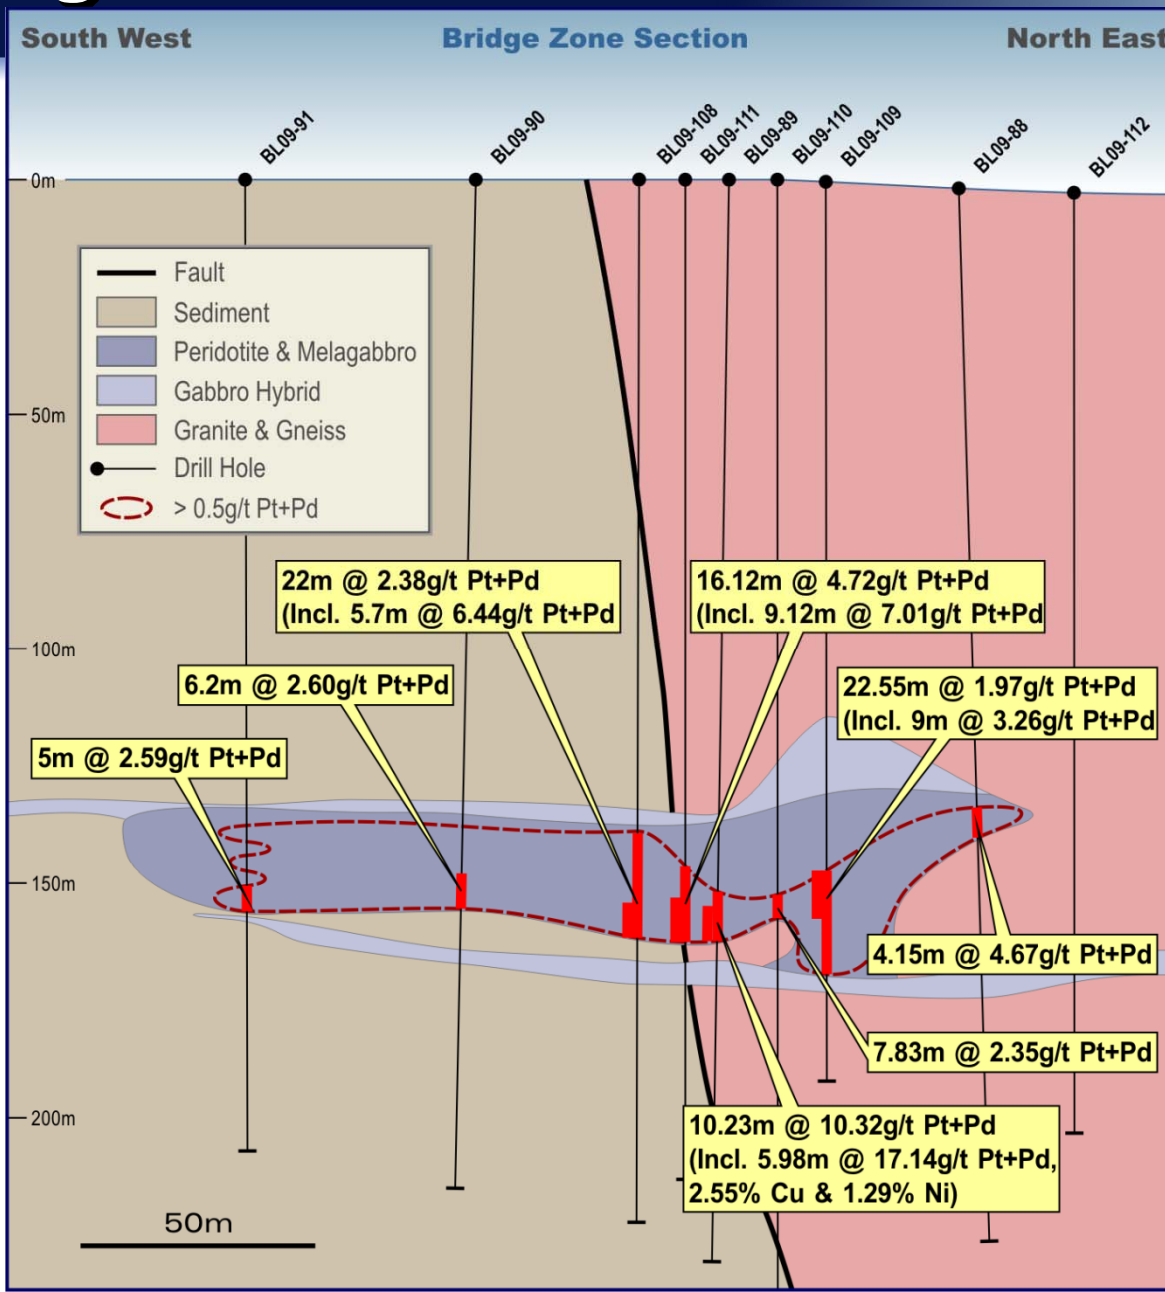 South West
Bridge Zone Section
North East
BL09-91
BL09-90
BL09-108
BL09-111
BL09-89
BL09-110
BL09-109
BL09-88
BL09-112
0m
50m
100m
150m
200m
Fault
Sediment
Peridotite & Melagabbro
Gabbro Hybrid
Granite & Gneiss
Drill Hole
> 0.5g/t Pt+Pd
22m @ 2.38g/t Pt+Pd
(Incl. 5.7m @ 6.44g/t Pt+Pd
16.12m @ 4.72g/t Pt+Pd
(Incl. 9.12m @ 7.01g/t Pt+Pd
6.2m @ 2.60g/t Pt+Pd
22.55m @ 1.97g/t Pt+Pd
(Incl. 9m @ 3.26g/t Pt+Pd
5m @ 2.59g/t Pt+Pd
4.15m @ 4.67g/t Pt+Pd
7.83m @ 2.35g/t Pt+Pd
10.23m @ 10.32g/t Pt+Pd
(Incl. 5.98m @ 17.14g/t Pt+Pd,
2.55% Cu & 1.29% Ni)
50m